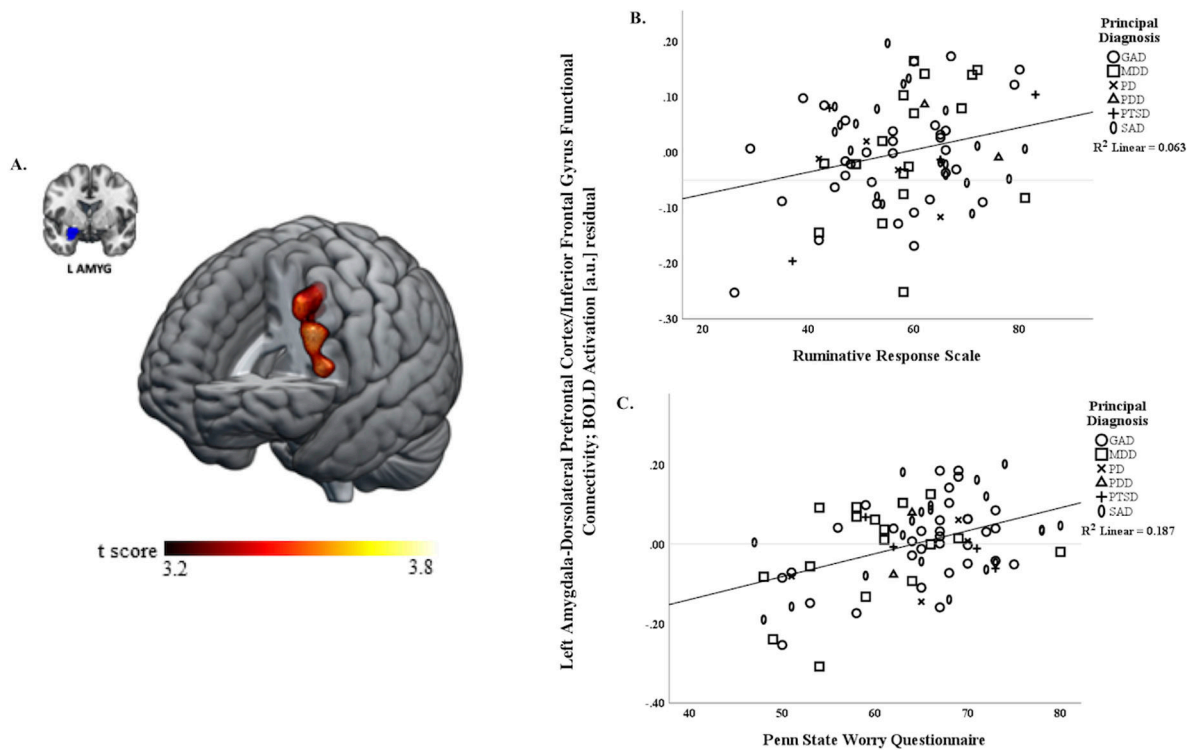 A.
L AMYG
t score
3.2
3.8
Left Amygdala-Dorsolateral Prefrontal Cortex/Inferior Frontal Gyrus Functional
Connectivity; BOLD Activation [a.u.] residual
B.
.20
.10
.00
-.10
-.20
-.30
20
40
60
80
Ruminative Response Scale
Principal
Diagnosis
GAD
MDD
PD
PDD
PTSD
SAD
R² Linear = 0.063
C.
.20
.00
-.20
-.40
40
50
60
70
80
Penn State Worry Questionnaire
Principal
Diagnosis
GAD
MDD
PD
PDD
PTSD
SAD
R² Linear = 0.187